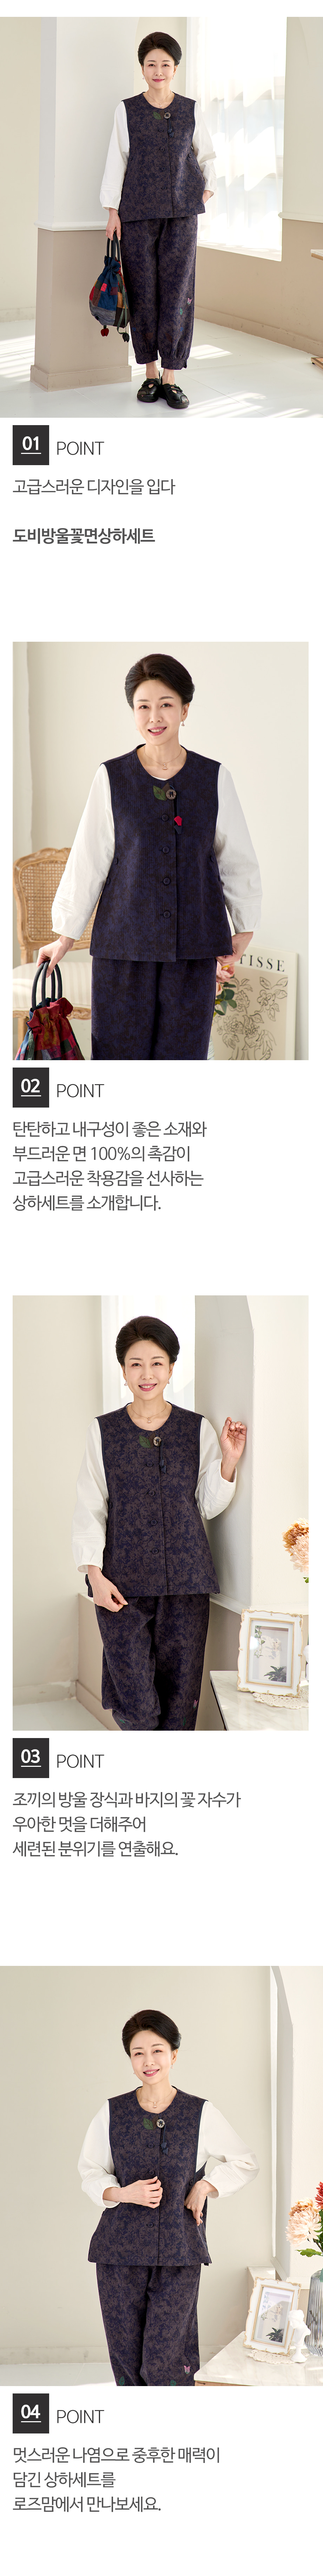 01 POINT
고급스러운 디자인을 입다
도비방울꽃면상하세트
TISSE
02 POINT
탄탄하고 내구성이 좋은 소재와
부드러운 면 100%의 촉감이
고급스러운 착용감을 선사하는
상하세트를 소개합니다.
03 POINT
조끼의 방울 장식과 바지의 꽃 자수가
우아한 멋을 더해주어
세련된 분위기를 연출해요.
04 POINT
멋스러운 나염으로 중후한 매력이
담긴 상하세트를
로즈맘에서 만나보세요.